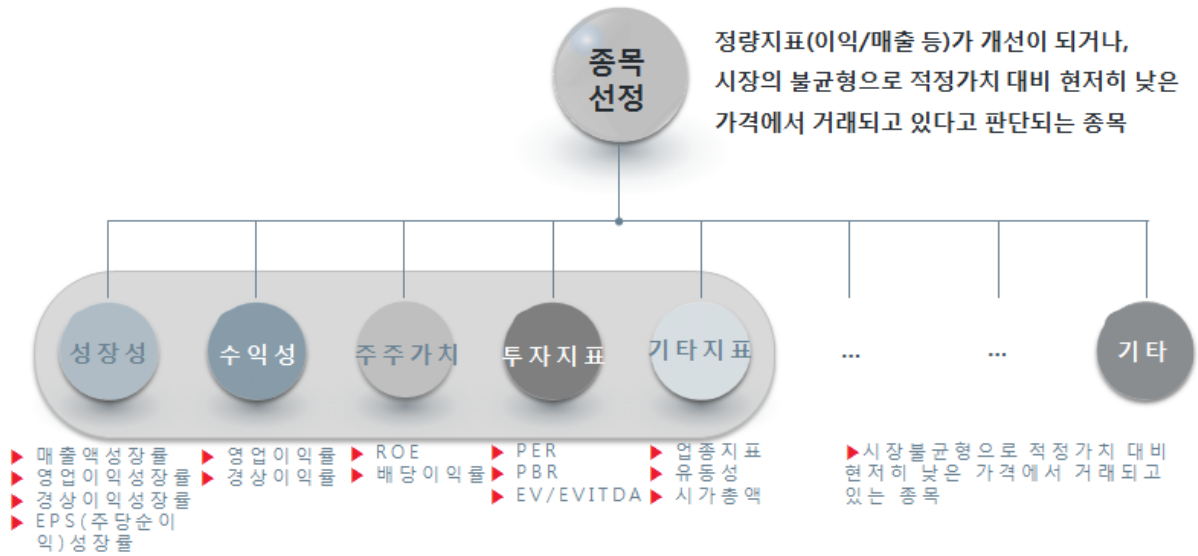 종목
선정
정량지표(이익/매출 등)가 개선이 되거나,
시장의 불균형으로 적정가치 대비 현저히 낮은
가격에서 거래되고 있다고 판단되는 종목
성장성
수익성
주주가치
투자지표
기타지표
...
...
기타
▶ 매출액성장률
▶ 영업이익성장률
▶ 경상이익성장률
▶ EPS(주당순이
익)성장률
▶ 영업이익률
▶ 경상이익률
▶ ROE
▶ 배당이익률
▶ PER
▶ PBR
▶ EV/EVITDA
▶ 업종지표
▶ 유동성
▶ 시가총액
▶시장불균형으로 적정가치 대비
현저히 낮은 가격에서 거래되고
있는 종목